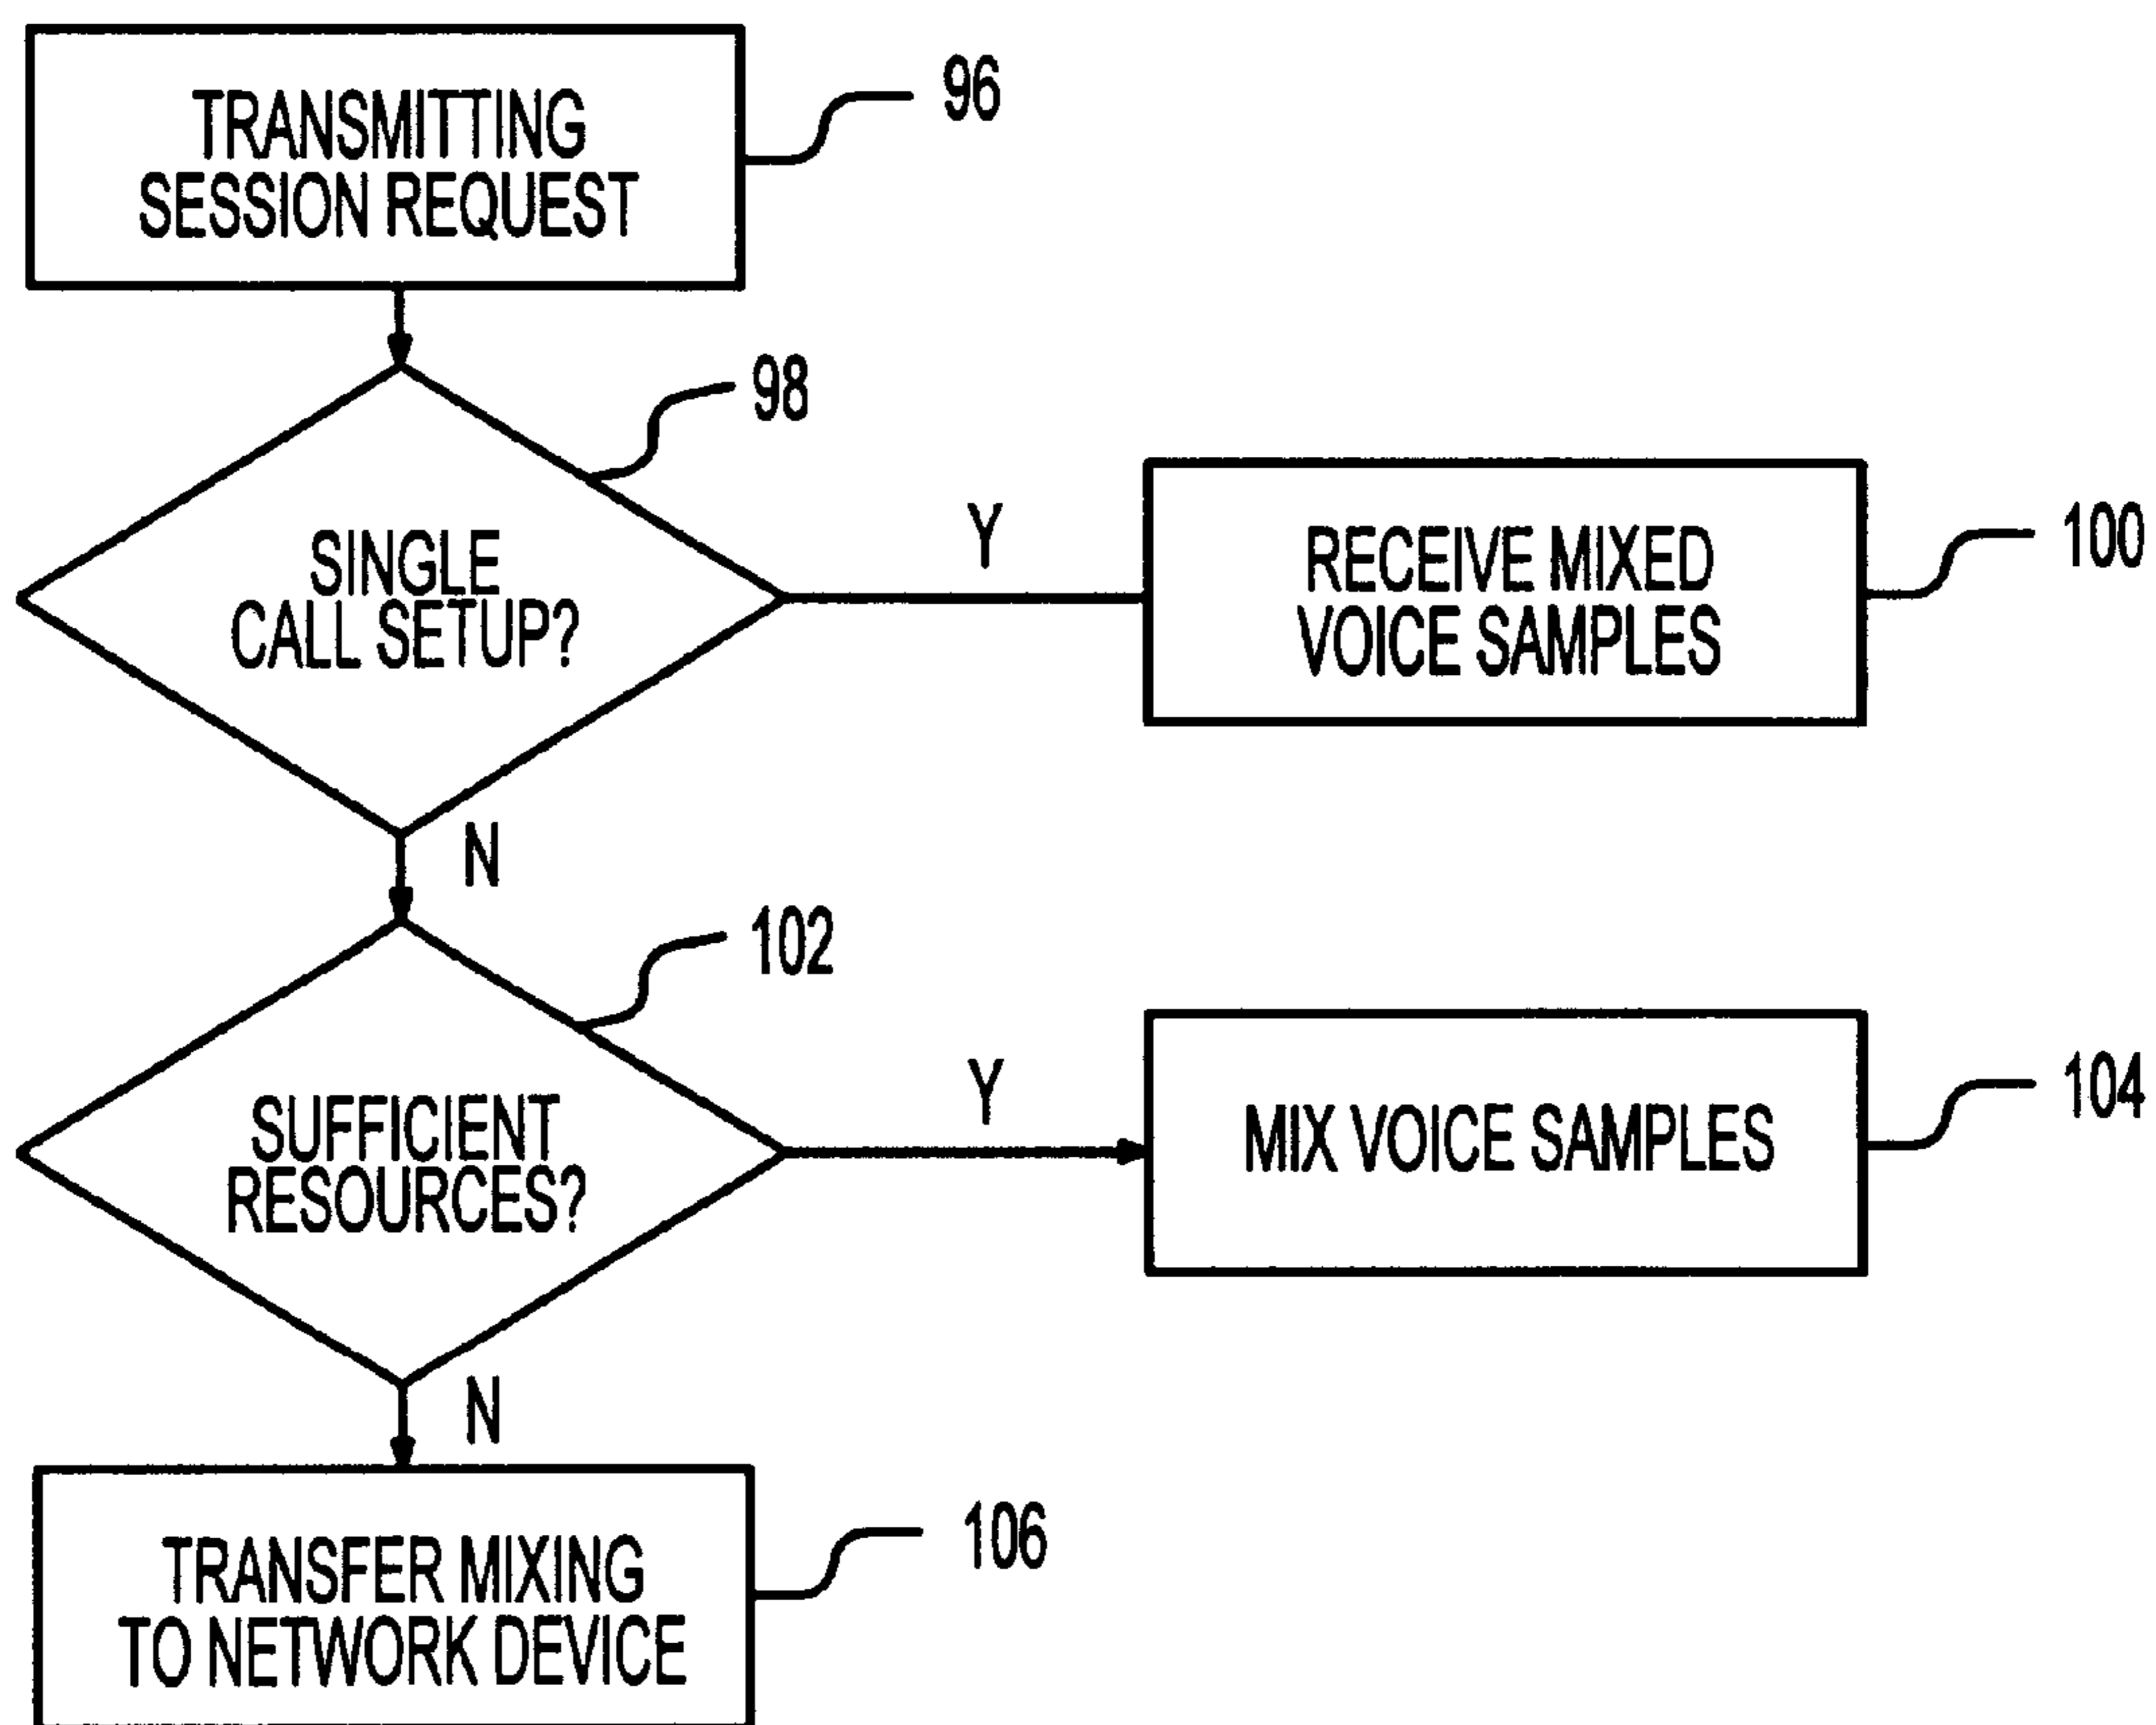 TRANSMITTING
SESSION REQUEST
96
98
SINGLE
CALL SETUP?
Y
RECEIVE MIXED
VOICE SAMPLES
100
N
102
SUFFICIENT
RESOURCES?
Y
MIX VOICE SAMPLES
104
N
TRANSFER MIXING
TO NETWORK DEVICE
106